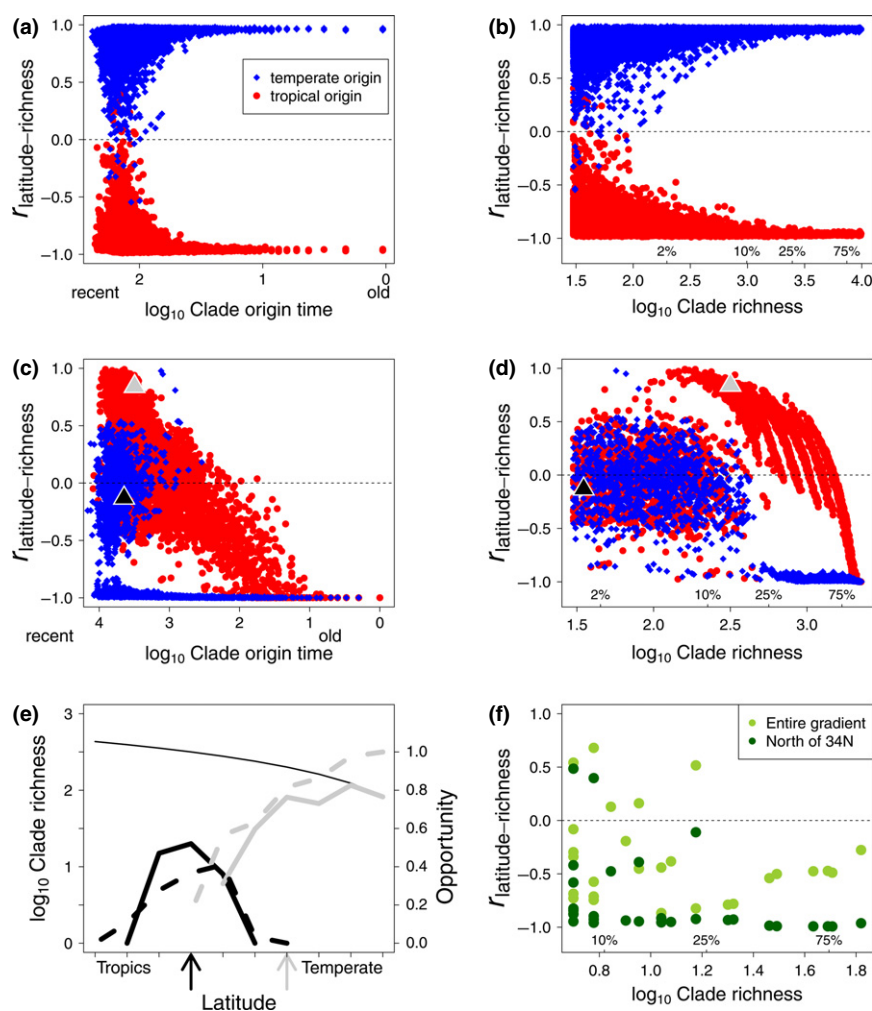 (a)
1.0
0.5
0.0
−0.5
−1.0
r latitude−richness
temperate origin
tropical origin
2
1
0
recent
old
log10 Clade origin time
(b)
1.0
0.5
0.0
−0.5
−1.0
r latitude−richness
2%
10%
25%
75%
1.5
2.0
2.5
3.0
3.5
4.0
log10 Clade richness
(c)
1.0
0.5
0.0
−0.5
−1.0
r latitude−richness
4
3
2
1
0
recent
old
log10 Clade origin time
(d)
1.0
0.5
0.0
−0.5
−1.0
r latitude−richness
2%
10%
25%
75%
1.5
2.0
2.5
3.0
log10 Clade richness
(e)
3
2
1
0
log10 Clade richness
1.0
0.8
0.6
0.4
0.2
0.0
Opportunity
Tropics
Temperate
Latitude
(f)
1.0
0.5
0.0
−0.5
−1.0
r latitude−richness
Entire gradient
North of 34N
10%
25%
75%
0.8
1.0
1.2
1.4
1.6
1.8
log10 Clade richness